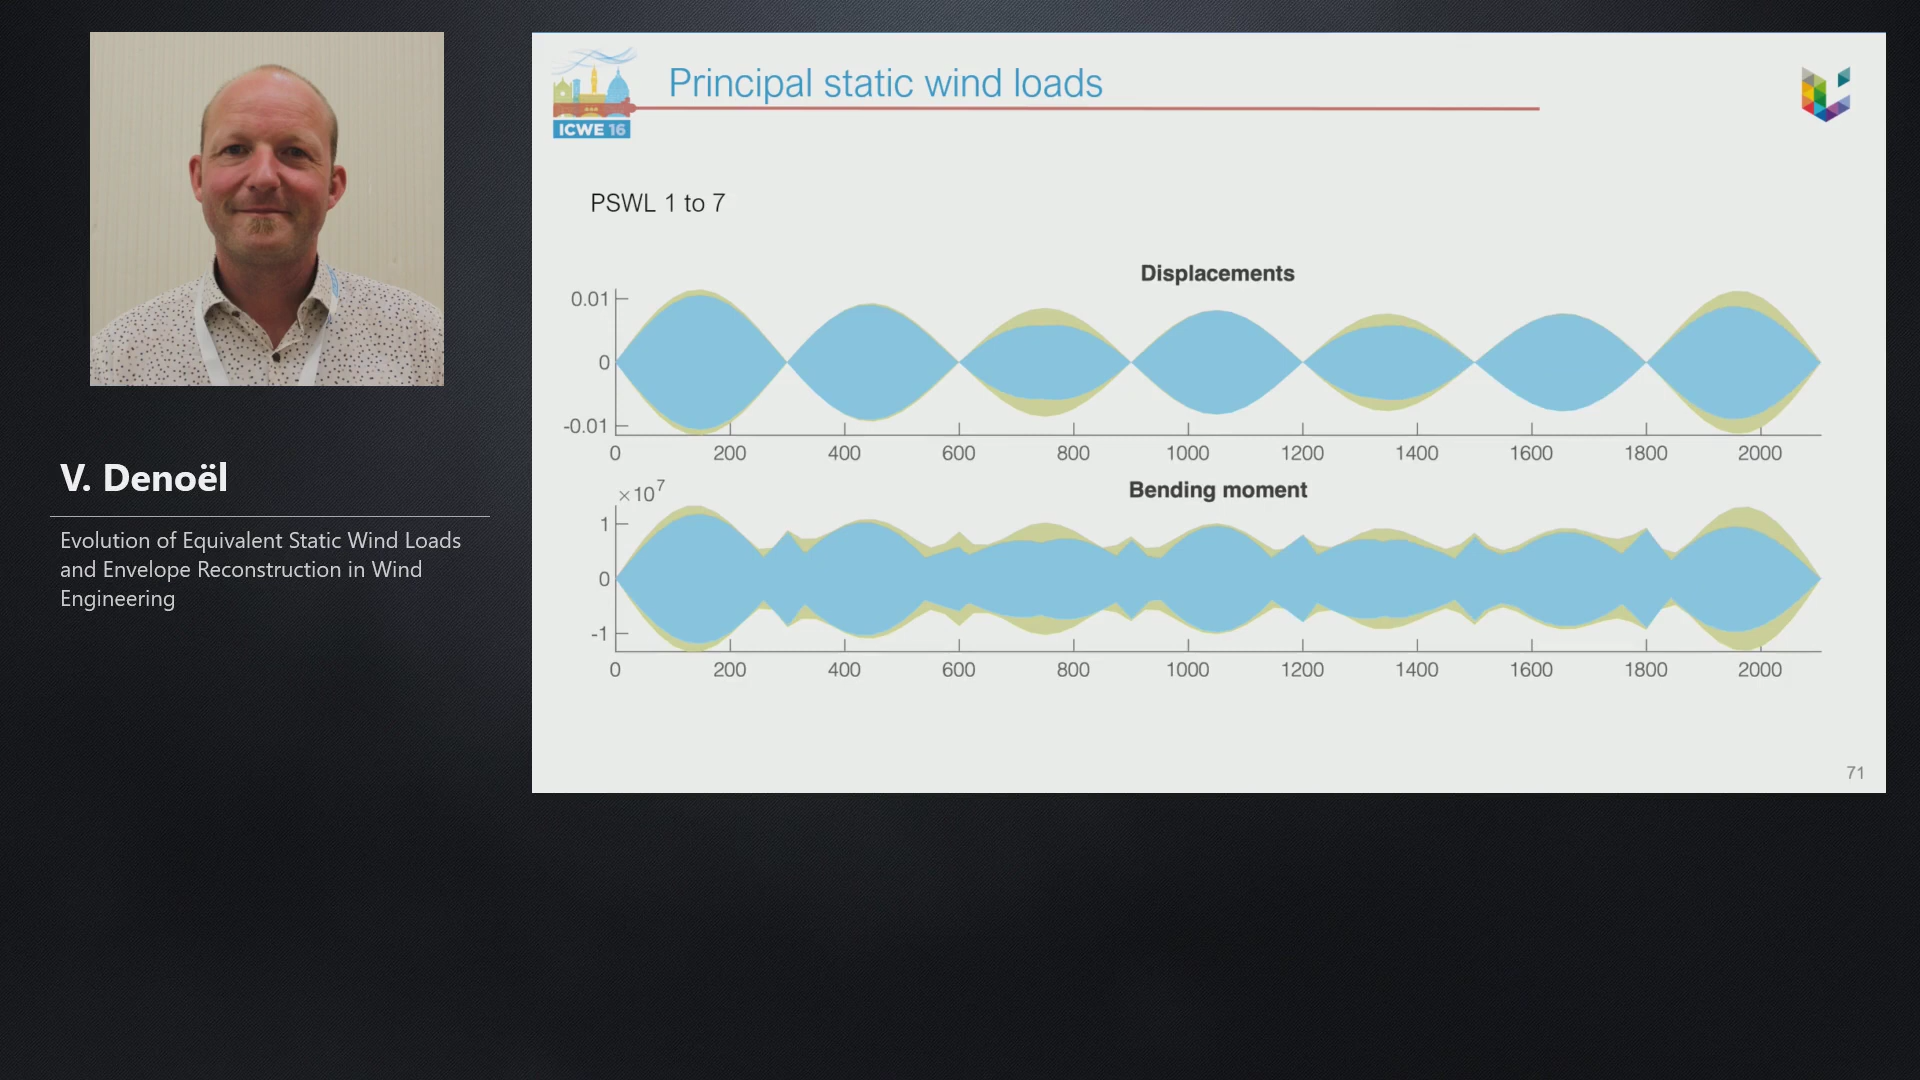 V. Denoël
Evolution of Equivalent Static Wind Loads
and Envelope Reconstruction in Wind
Engineering
ICWE 16
Principal static wind loads
PSWL 1 to 7
Displacements
0.01
0
-0.01
0 200 400 600 800 1000 1200 1400 1600 1800 2000
×10⁷
Bending moment
1
0
-1
0 200 400 600 800 1000 1200 1400 1600 1800 2000
71